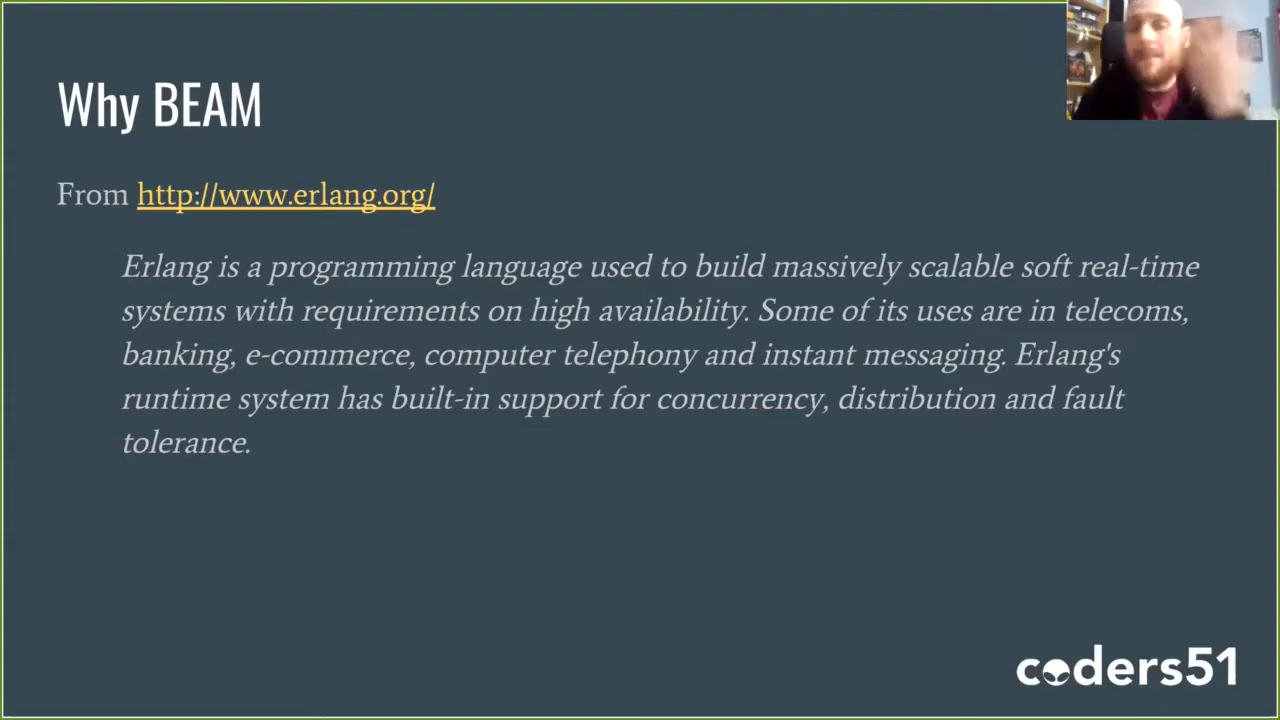 Why BEAM
From http://www.erlang.org/
Erlang is a programming language used to build massively scalable soft real-time
systems with requirements on high availability. Some of its uses are in telecoms,
banking, e-commerce, computer telephony and instant messaging. Erlang's
runtime system has built-in support for concurrency, distribution and fault
tolerance.
coders51